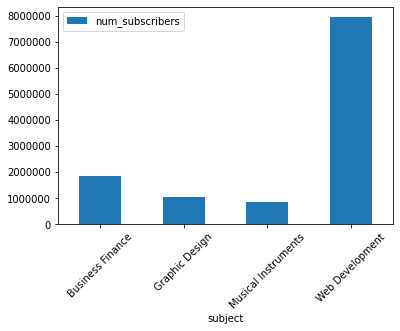 num_subscribers
8000000
7000000
6000000
5000000
4000000
3000000
2000000
1000000
0
Business Finance
Graphic Design
Musical Instruments
Web Development
subject